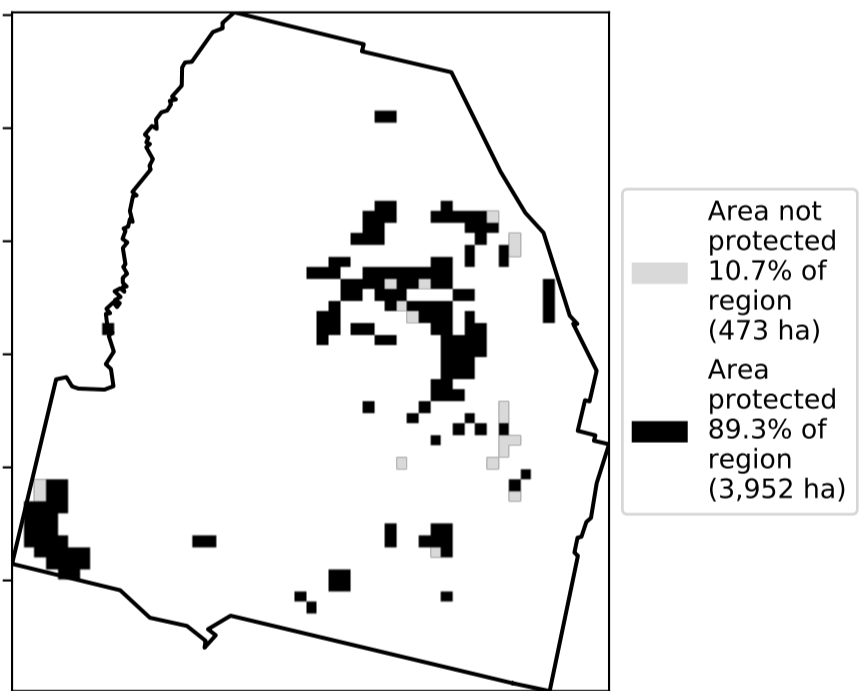 Area not
protected
10.7% of
region
(473 ha)
Area
protected
89.3% of
region
(3,952 ha)